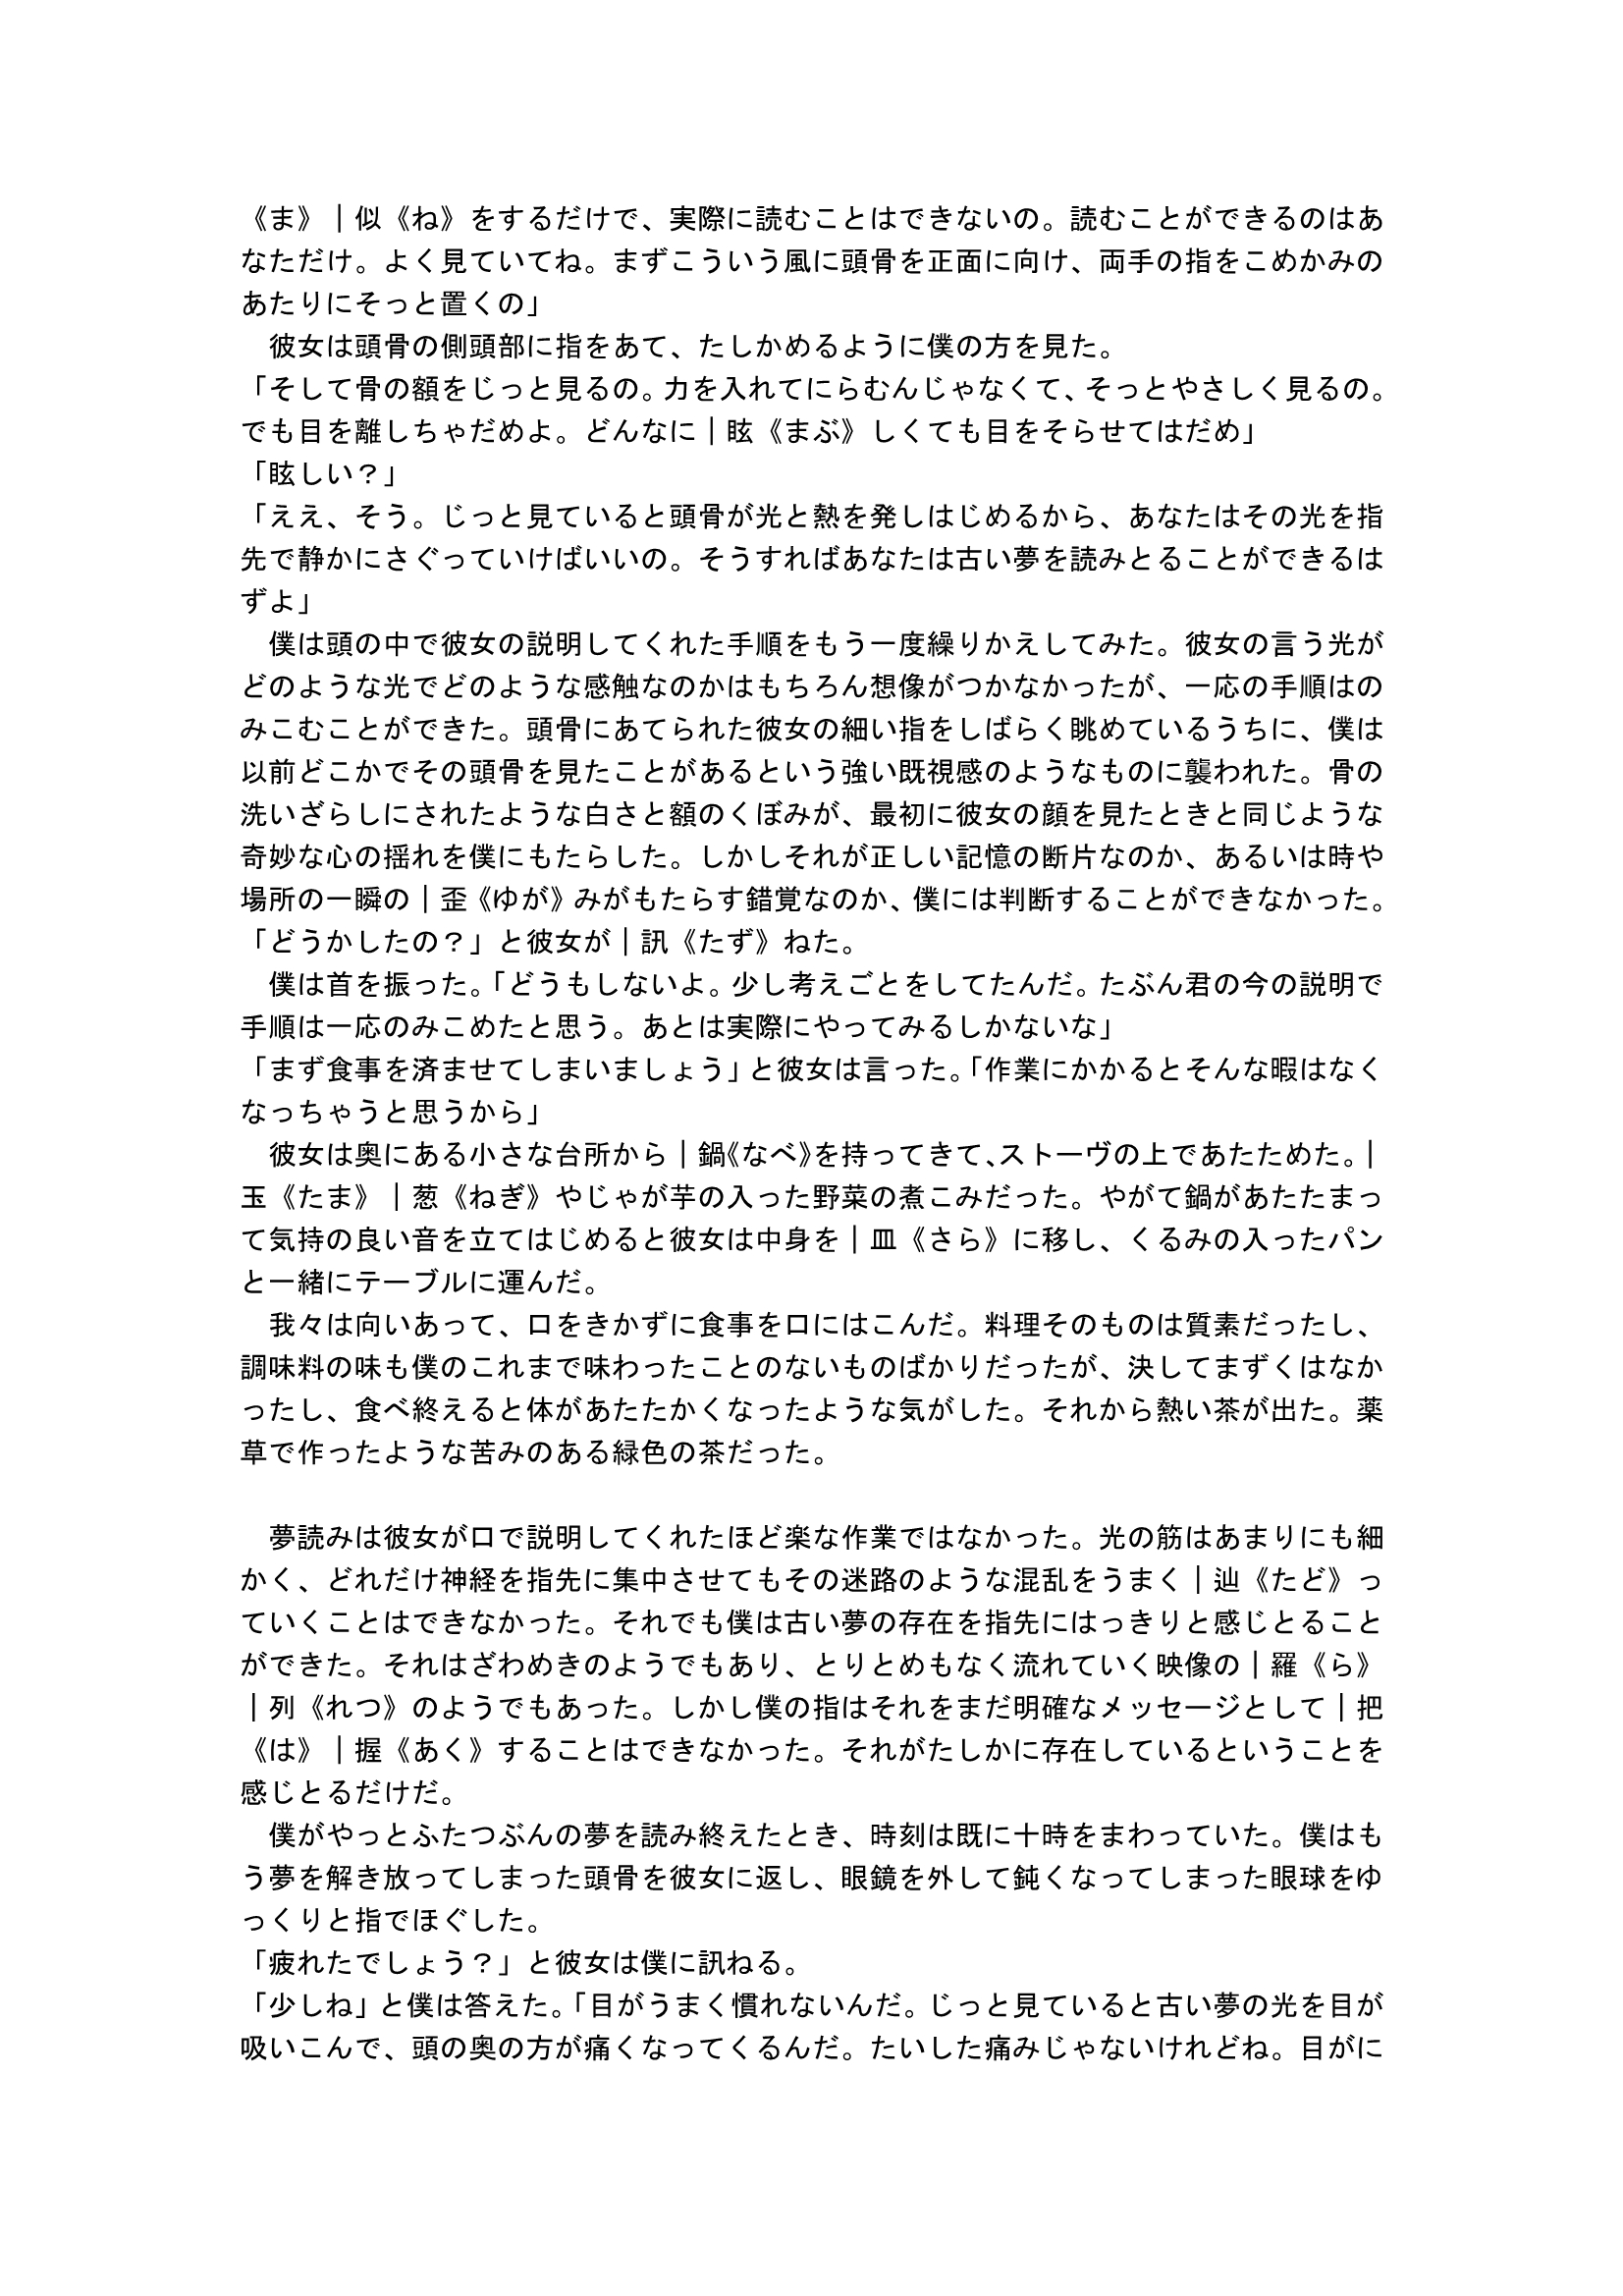 《ま》｜似《ね》をするだけで、実際に読むことはできないの。読むことができるのはあ
なただけ。よく見ていてね。まずこういう風に頭骨を正面に向け、両手の指をこめかみの
あたりにそっと置くの」
　彼女は頭骨の側頭部に指をあて、たしかめるように僕の方を見た。
「そして骨の額をじっと見るの。力を入れてにらむんじゃなくて、そっとやさしく見るの。
でも目を離しちゃだめよ。どんなに｜眩《まぶ》しくても目をそらせてはだめ」
「眩しい？」
「ええ、そう。じっと見ていると頭骨が光と熱を発しはじめるから、あなたはその光を指
先で静かにさぐっていけばいいの。そうすればあなたは古い夢を読みとることができるは
ずよ」
　僕は頭の中で彼女の説明してくれた手順をもう一度繰りかえしてみた。彼女の言う光が
どのような光でどのような感触なのかはもちろん想像がつかなかったが、一応の手順はの
みこむことができた。頭骨にあてられた彼女の細い指をしばらく眺めているうちに、僕は
以前どこかでその頭骨を見たことがあるという強い既視感のようなものに襲われた。骨の
洗いざらしにされたような白さと額のくぼみが、最初に彼女の顔を見たときと同じような
奇妙な心の揺れを僕にもたらした。しかしそれが正しい記憶の断片なのか、あるいは時や
場所の一瞬の｜歪《ゆが》みがもたらす錯覚なのか、僕には判断することができなかった。
「どうかしたの？」と彼女が｜訊《たず》ねた。
　僕は首を振った。「どうもしないよ。少し考えごとをしてたんだ。たぶん君の今の説明で
手順は一応のみこめたと思う。あとは実際にやってみるしかないな」
「まず食事を済ませてしまいましょう」と彼女は言った。「作業にかかるとそんな暇はなく
なっちゃうと思うから」
　彼女は奥にある小さな台所から｜鍋《なべ》を持ってきて、ストーヴの上であたためた。｜
玉《たま》｜葱《ねぎ》やじゃが芋の入った野菜の煮こみだった。やがて鍋があたたまっ
て気持の良い音を立てはじめると彼女は中身を｜皿《さら》に移し、くるみの入ったパン
と一緒にテーブルに運んだ。
　我々は向いあって、口をきかずに食事を口にはこんだ。料理そのものは質素だったし、
調味料の味も僕のこれまで味わったことのないものばかりだったが、決してまずくはなか
ったし、食べ終えると体があたたかくなったような気がした。それから熱い茶が出た。薬
草で作ったような苦みのある緑色の茶だった。

　夢読みは彼女が口で説明してくれたほど楽な作業ではなかった。光の筋はあまりにも細
かく、どれだけ神経を指先に集中させてもその迷路のような混乱をうまく｜辿《たど》っ
ていくことはできなかった。それでも僕は古い夢の存在を指先にはっきりと感じとること
ができた。それはざわめきのようでもあり、とりとめもなく流れていく映像の｜羅《ら》
｜列《れつ》のようでもあった。しかし僕の指はそれをまだ明確なメッセージとして｜把
《は》｜握《あく》することはできなかった。それがたしかに存在しているということを
感じとるだけだ。
　僕がやっとふたつぶんの夢を読み終えたとき、時刻は既に十時をまわっていた。僕はも
う夢を解き放ってしまった頭骨を彼女に返し、眼鏡を外して鈍くなってしまった眼球をゆ
っくりと指でほぐした。
「疲れたでしょう？」と彼女は僕に訊ねる。
「少しね」と僕は答えた。「目がうまく慣れないんだ。じっと見ていると古い夢の光を目が
吸いこんで、頭の奥の方が痛くなってくるんだ。たいした痛みじゃないけれどね。目がに